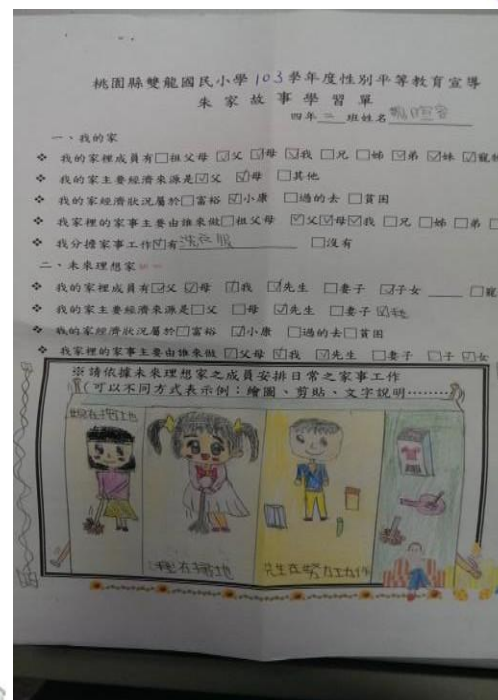 桃園縣雙龍國民小學103學年度性別平等教育宣導
朱家故事學習單
四年二班姓名
一、我的家
❖ 我的家裡成員有□祖父母 ☑父 ☑母 ☑我 □兄 □姊 ☑弟 ☑妹 ☑寵物
❖ 我的家主要經濟來源是☑父 ☑母 □其他
❖ 我的家經濟狀況屬於□富裕 ☑小康 □過的去 □貧困
❖ 我家裡的家事主要由誰來做□祖父母 ☑父☑母☑我 □兄 □姊 □弟
❖ 我分擔家事工作☑有洗衣服 □沒有
二、未來理想家
❖ 我的家裡成員有☑父 ☑母 ☑我 ☑先生 □妻子 ☑子女 □寵
❖ 我的家主要經濟來源是□父 □母 ☑先生 □妻子 ☑我
❖ 我的家經濟狀況屬於□富裕 ☑小康 □過的去□貧困
❖ 我家裡的家事主要由誰來做 ☑父母☑我 ☑先生 □妻子 □子 ☑女
※請依據未來理想家之成員安排日常之家事工作
(可以不同方式表示例：繪圖、剪貼、文字說明………)
在掃地
在掃地
先生在努力工作